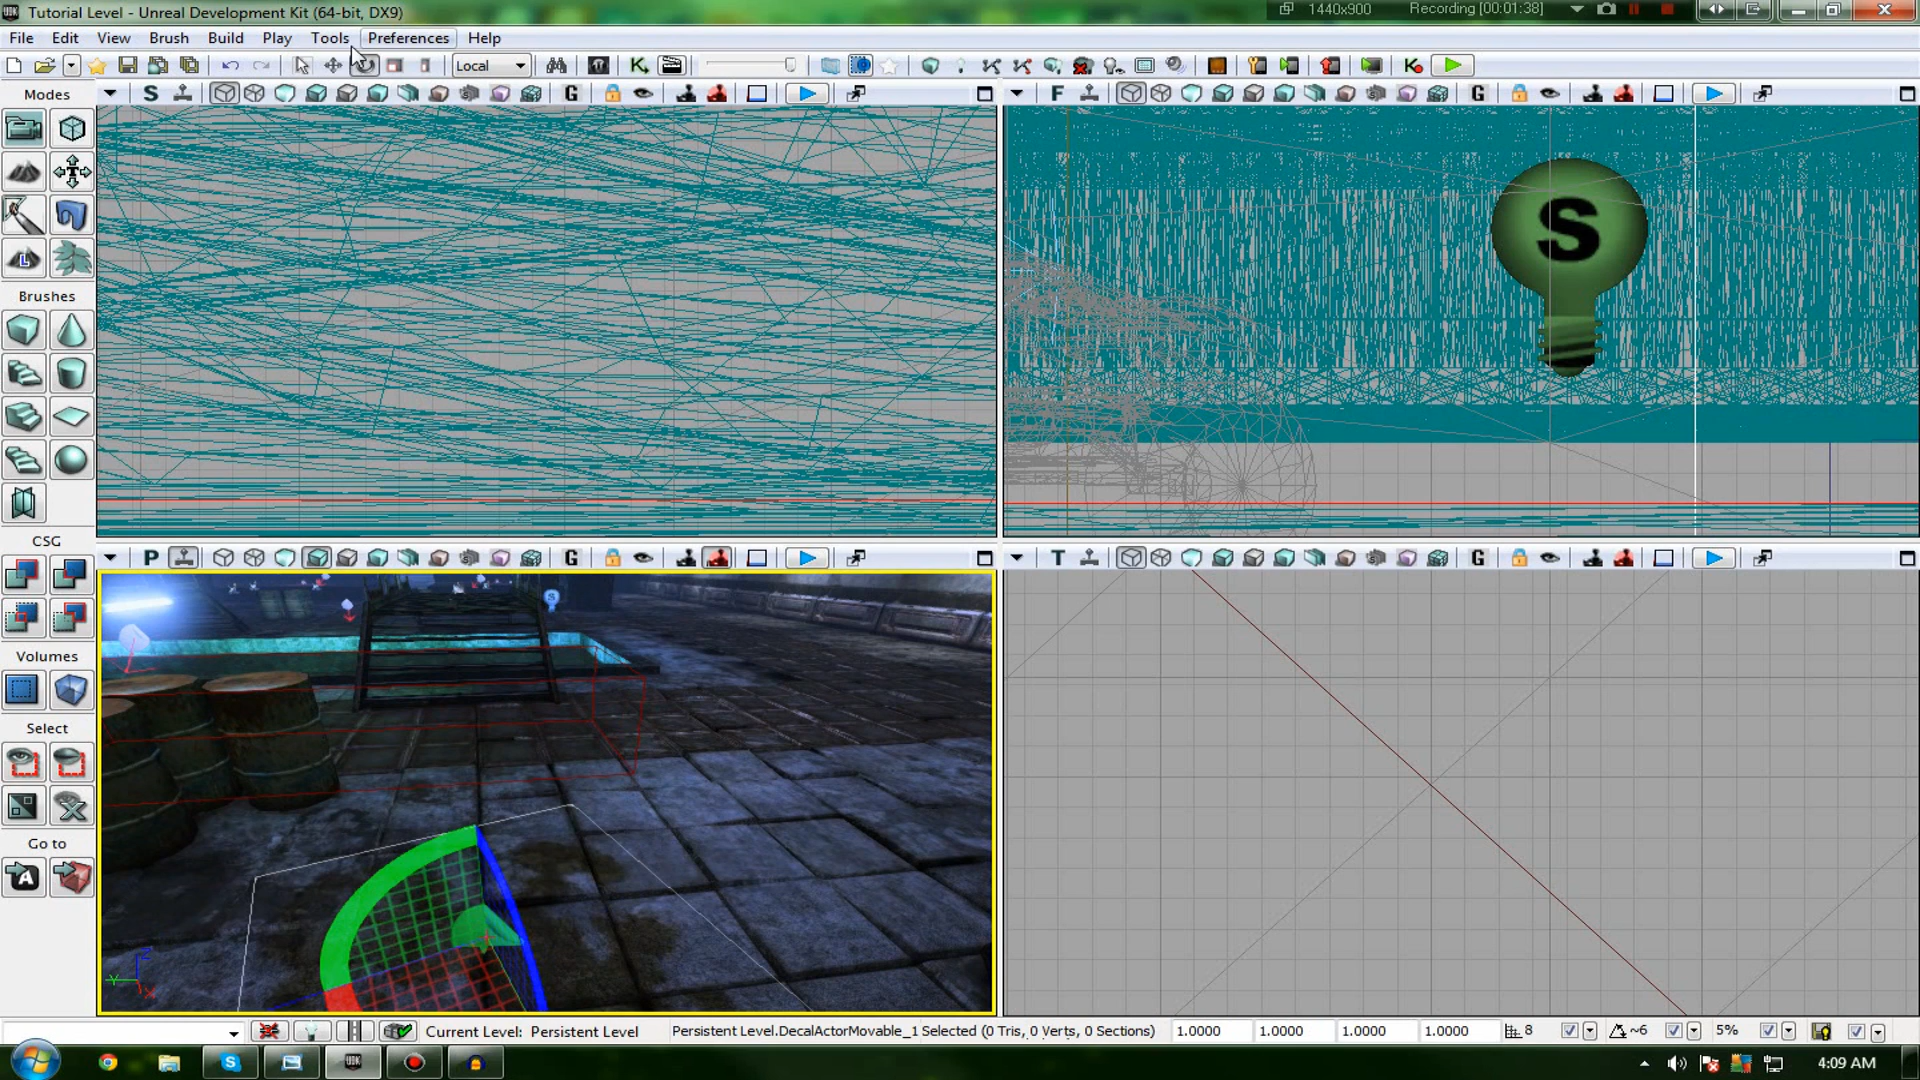 Tutorial Level - Unreal Development Kit (64-bit, DX9)
1440x900
Recording [00:01:38]
File Edit View Brush Build Play Tools Preferences Help
Local
Modes
S G
F G
S
L
Brushes
CSG
Volumes
Select
Go to
A
P G
T G
S
Z
Y
X
Current Level: Persistent Level
Persistent Level.DecalActorMovable_1 Selected (0 Tris, 0 Verts, 0 Sections)
1.0000 1.0000 1.0000 1.0000
8
~6
5%
4:09 AM